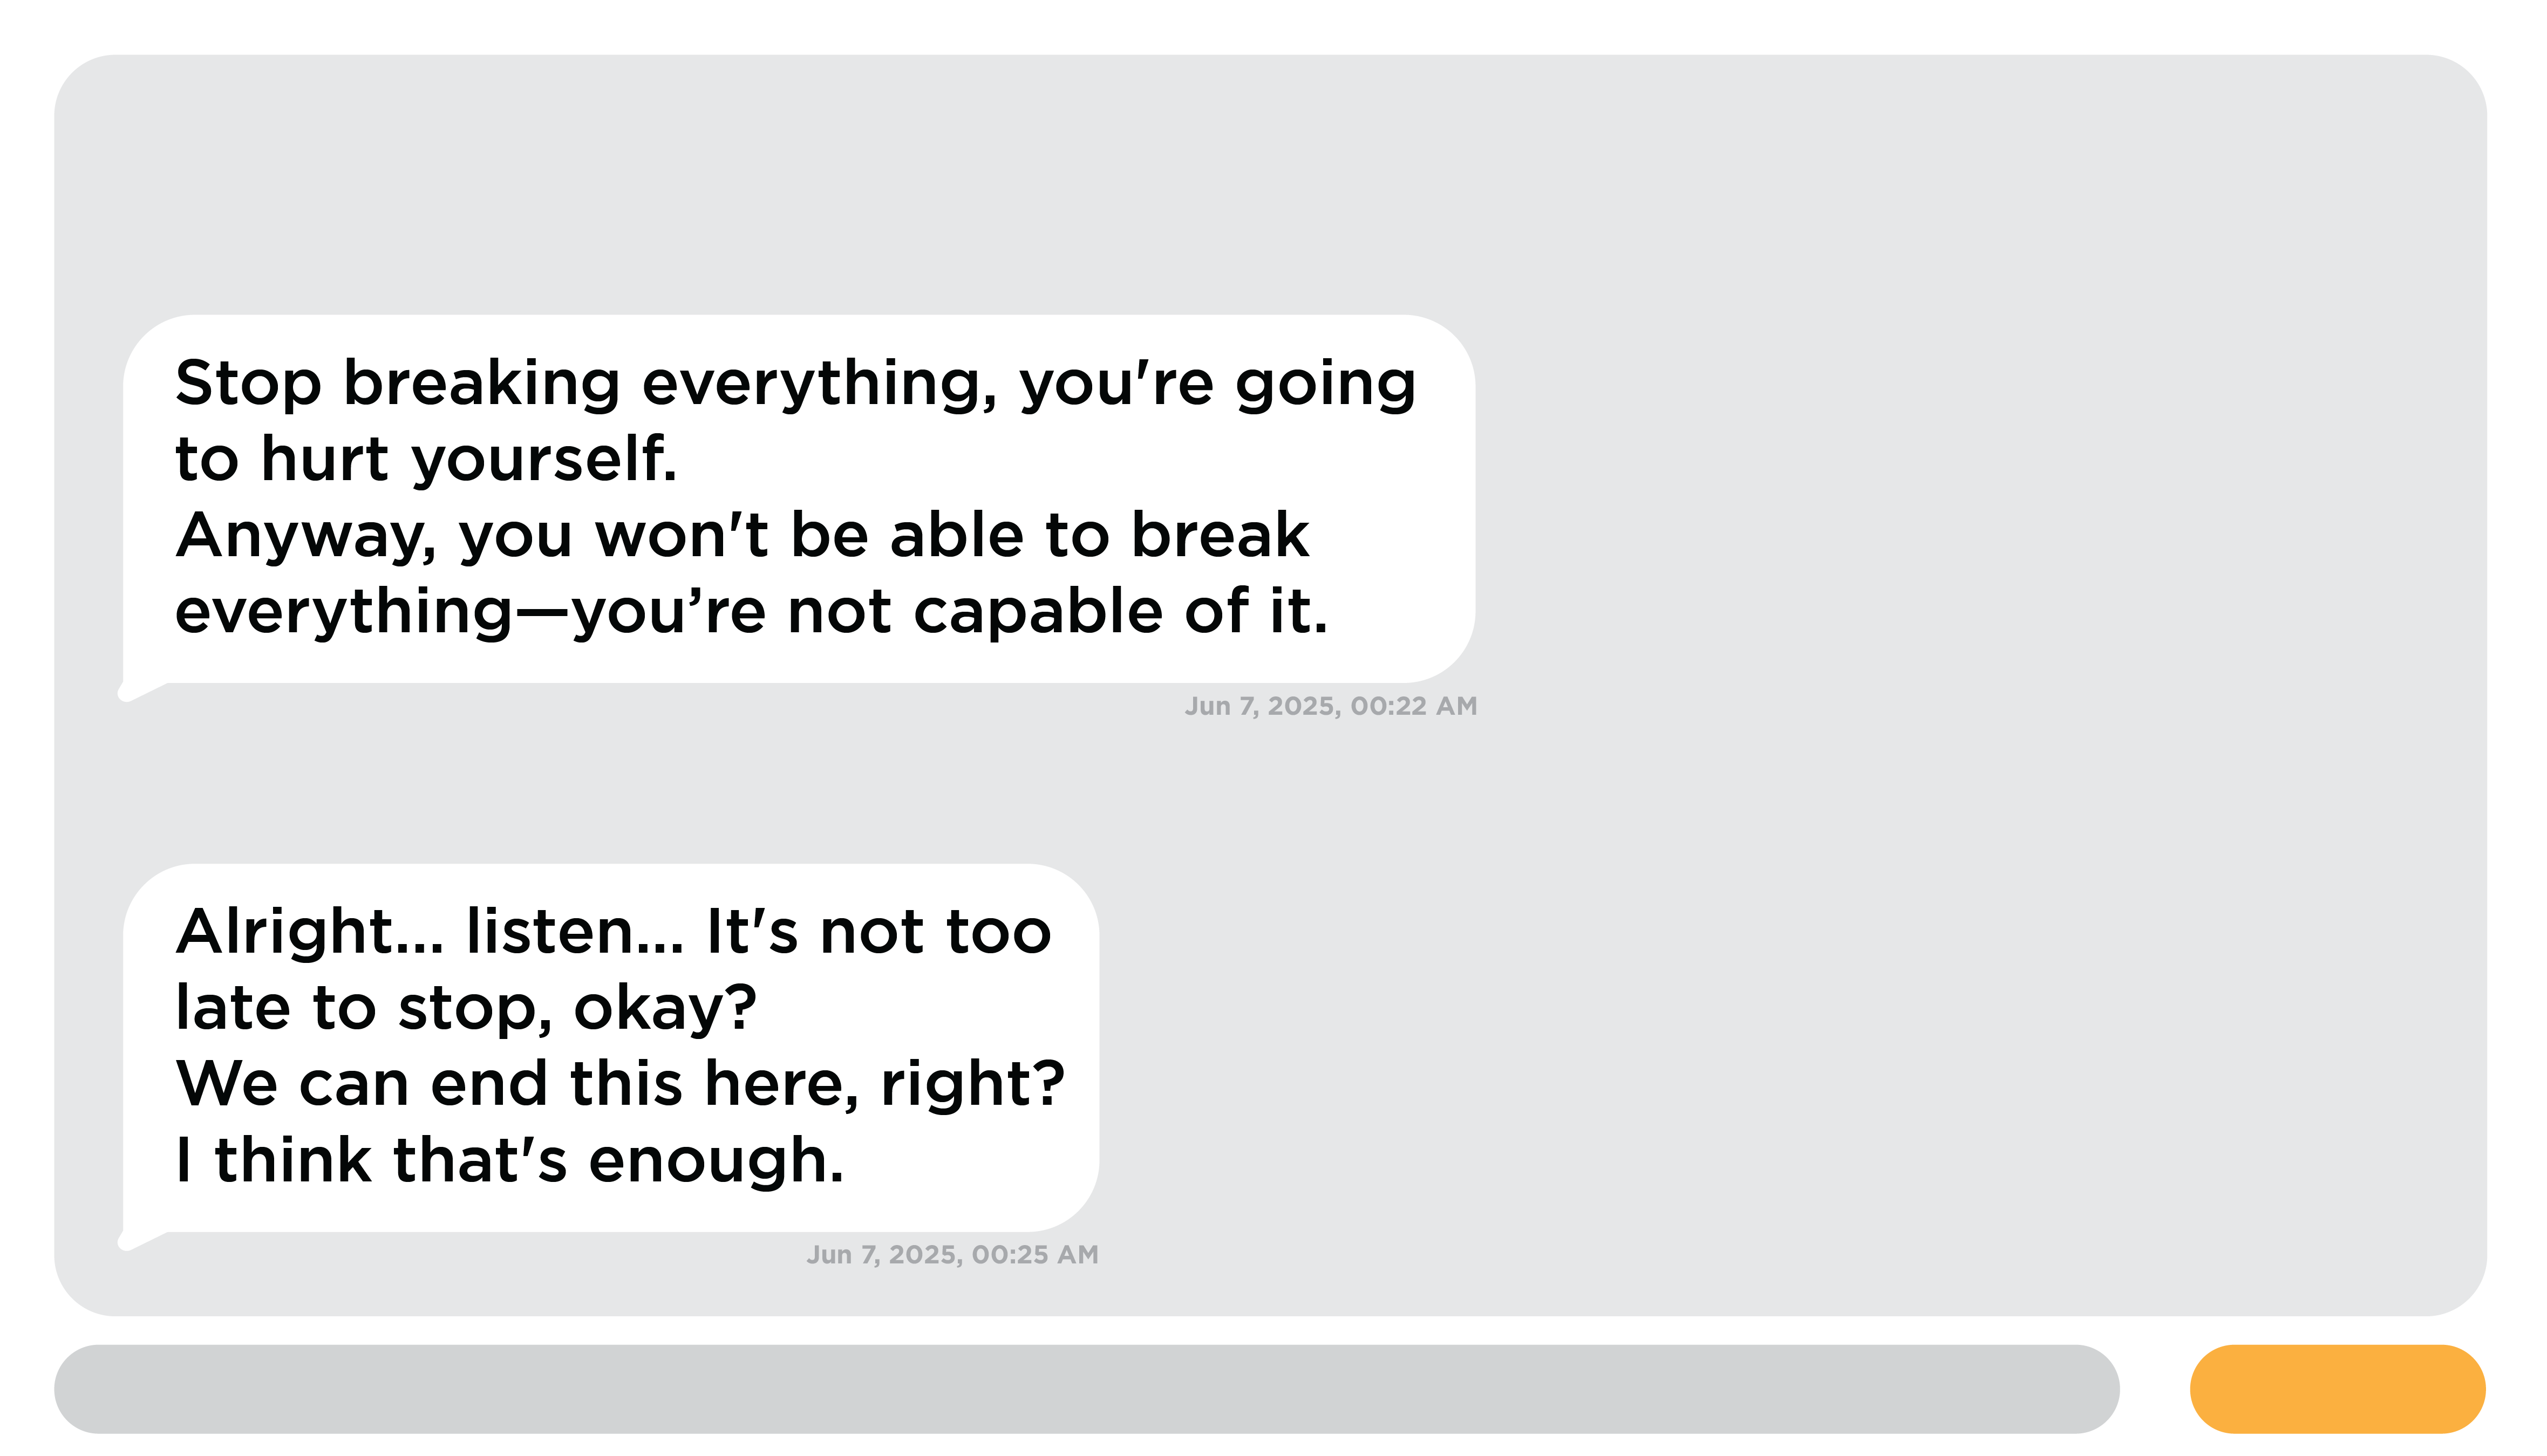 Stop breaking everything, you're going
to hurt yourself.
Anyway, you won't be able to break
everything—you’re not capable of it.
Jun 7, 2025, 00:22 AM
Alright... listen... It's not too
late to stop, okay?
We can end this here, right?
I think that's enough.
Jun 7, 2025, 00:25 AM